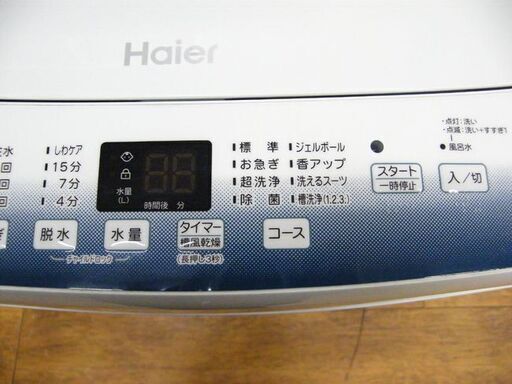 Haier
水
回
回
回
しわケア
15分
7分
4分
水量
(L)
時間後 分
標準
お急ぎ
超洗浄
除菌
ジェルボール
香アップ
洗えるスーツ
槽洗浄(1.2.3.)
・点灯:洗い
・点滅:洗い+すすぎ1
風呂水
スタート
一時停止
入/切
脱水
水量
チャイルドロック
タイマー
槽風乾燥
(長押し3秒)
コース